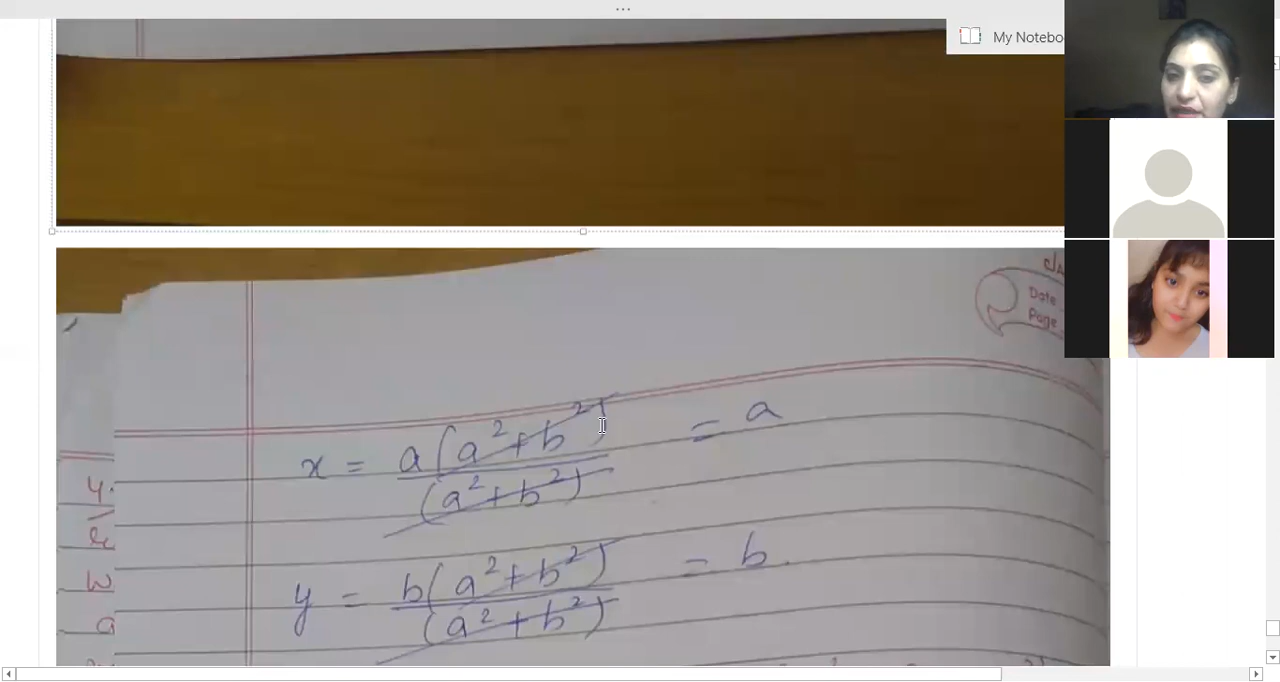 My Notebo
Date
Page
x = a(a²+b²)/(a²+b²) = a
y = b(a²+b²)/(a²+b²) = b.